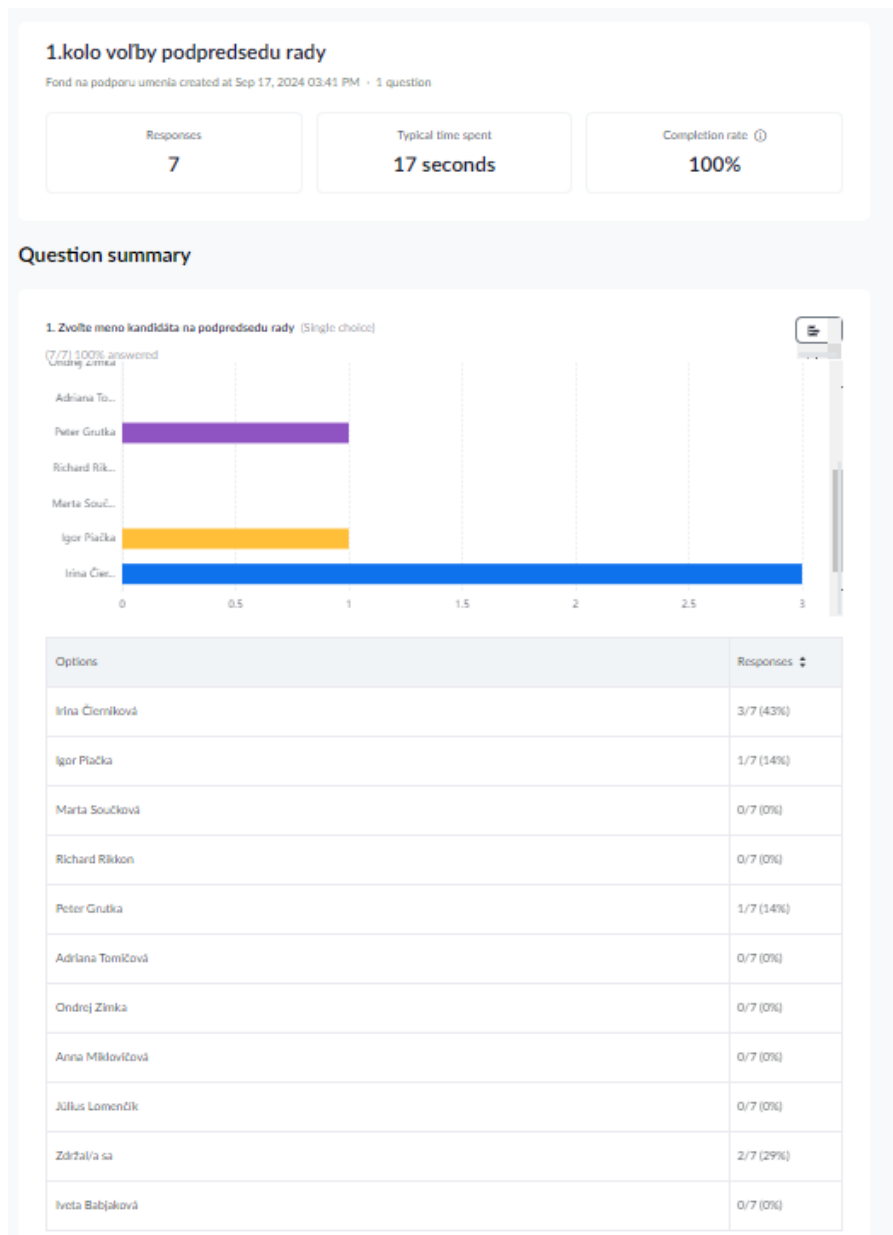 1.kolo voľby podpredsedu rady
Fond na podporu umenia created at Sep 17, 2024 03:41 PM · 1 question
Responses Typical time spent Completion rate
7 17 seconds 100%
Question summary
1. Zvoľte meno kandidáta na podpredsedu rady (Single choice)
(7/7) 100% answered
Ondrej Zimka
Adriana To...
Peter Grutka
Richard Rik...
Marta Souč...
Igor Piačka
Irina Čier...
0 0.5 1 1.5 2 2.5 3
Options Responses
Irina Čierniková 3/7 (43%)
Igor Piačka 1/7 (14%)
Marta Součková 0/7 (0%)
Richard Rikkon 0/7 (0%)
Peter Grutka 1/7 (14%)
Adriana Tomičová 0/7 (0%)
Ondrej Zimka 0/7 (0%)
Anna Miklovičová 0/7 (0%)
Július Lomenčík 0/7 (0%)
Zdržal/a sa 2/7 (29%)
Iveta Babjaková 0/7 (0%)